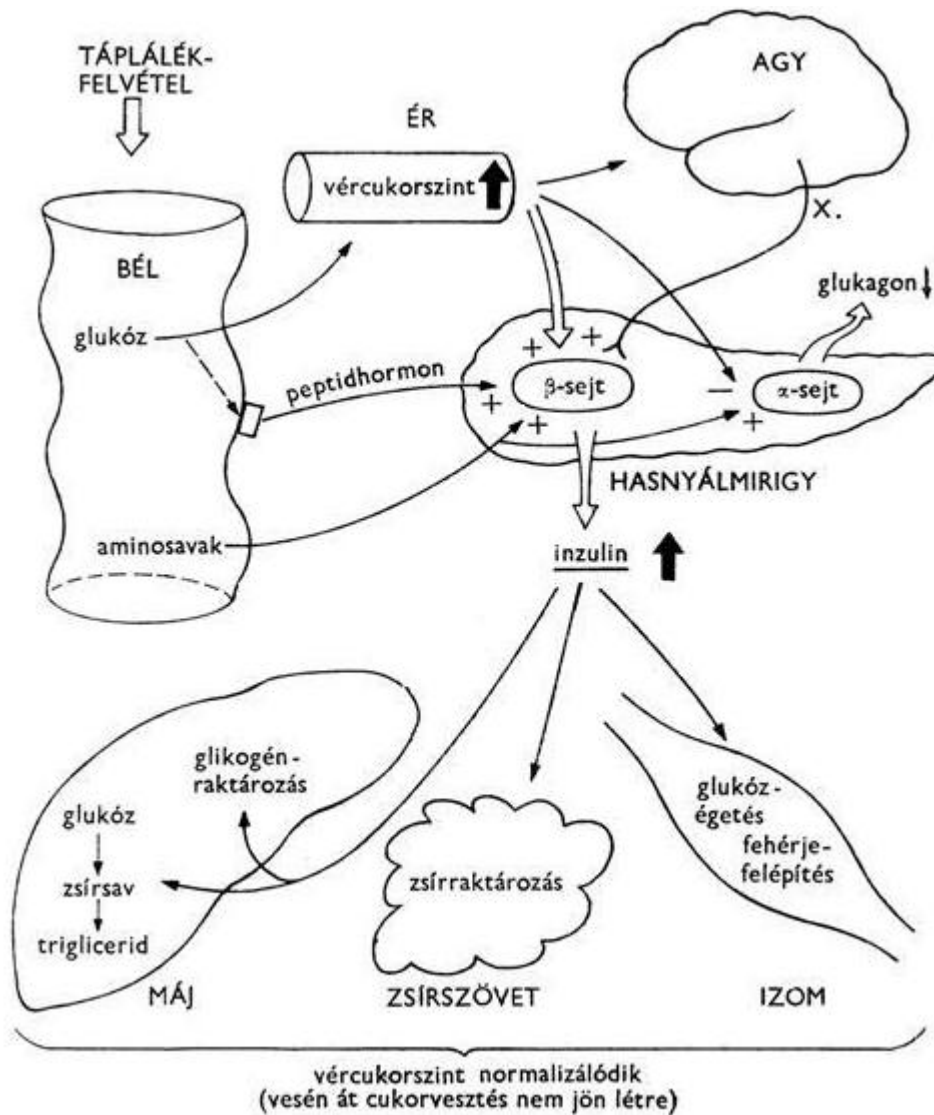 TÁPLÁLÉK-
FELVÉTEL
AGY
ÉR
vércukorszint
X.
BÉL
glukagon
glukóz
peptidhormon
+
+
+
β-sejt
+
–
+
α-sejt
HASNYÁLMIRIGY
aminosavak
inzulin
glikogén-
raktározás
glukóz
zsírsav
triglicerid
zsírraktározás
glukóz-
égetés
fehérje-
felépítés
MÁJ
ZSÍRSZÖVET
IZOM
vércukorszint normalizálódik
(vesén át cukorvesztés nem jön létre)